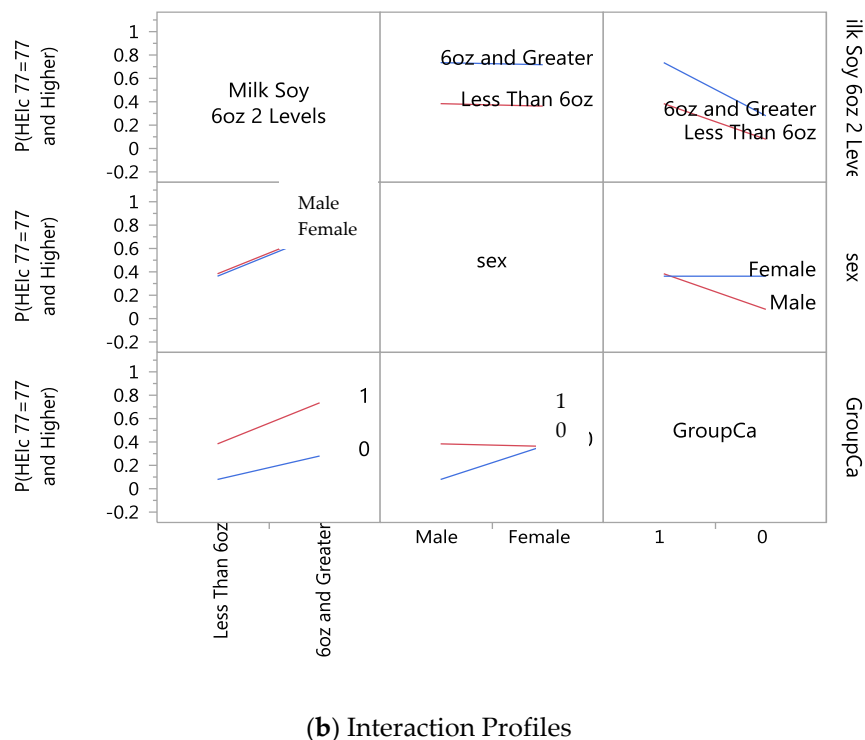 P(HEIc 77=77
and Higher)
1
0.8
0.6
0.4
0.2
0
-0.2
Milk Soy
6oz 2 Levels
6oz and Greater
Less Than 6oz
6oz and Greater
Less Than 6oz
ilk Soy 6oz 2 Leve
P(HEIc 77=77
and Higher)
1
0.8
0.6
0.4
0.2
0
-0.2
Male
Female
sex
Female
Male
sex
P(HEIc 77=77
and Higher)
1
0.8
0.6
0.4
0.2
0
-0.2
1
0
1
0
GroupCa
GroupCa
Less Than 6oz
6oz and Greater
Male
Female
1
0
(b) Interaction Profiles